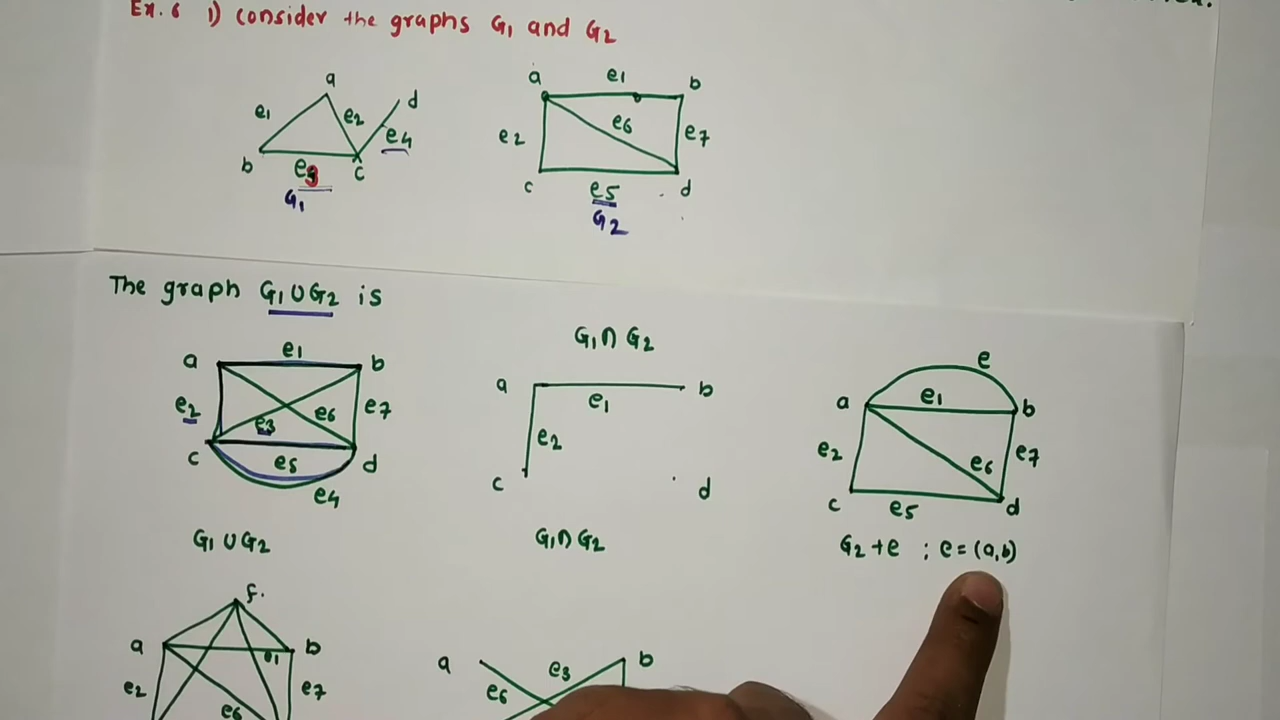 Ex. 6 1) consider the graphs G1 and G2
a
e1
e2
d
e4
b
e3
c
G1
a
e1
b
e2
e6
e7
c
e5
d
G2
The graph G1 ∪ G2 is
a
e1
b
e2
e3
e6
e7
c
e5
d
e4
G1 ∪ G2
G1 ∩ G2
a
e1
b
e2
c
d
G1 ∩ G2
e
a
e1
b
e2
e6
e7
c
e5
d
G2 + e ; e = (a,b)
f.
a
e1
b
e2
e6
e7
a
e3
b
e6